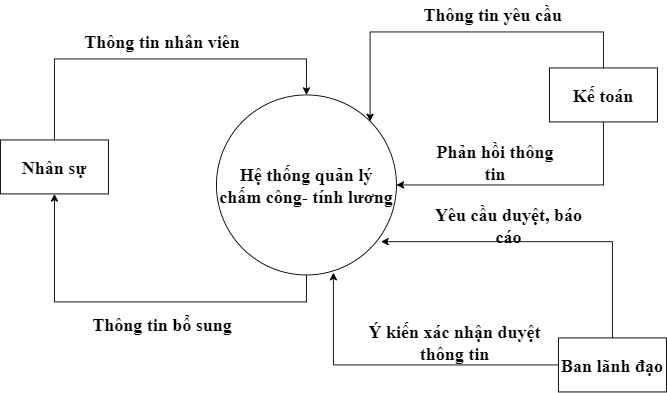 Thông tin yêu cầu
Thông tin nhân viên
Kế toán
Phản hồi thông
tin
Nhân sự
Hệ thống quản lý
chấm công- tính lương
Yêu cầu duyệt, báo
cáo
Thông tin bổ sung
Ý kiến xác nhận duyệt
thông tin
Ban lãnh đạo